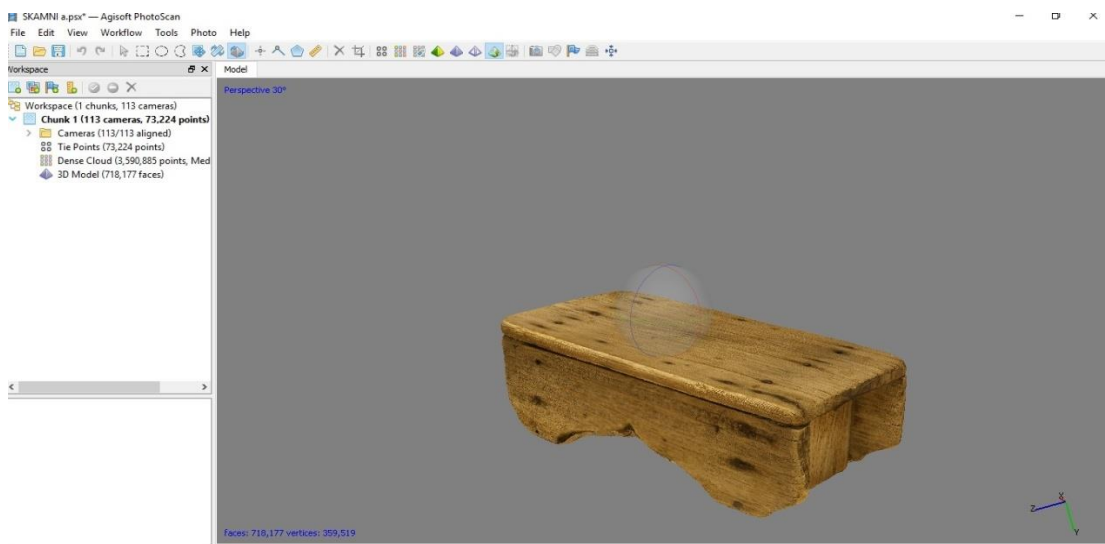 SKAMNI a.psx* — Agisoft PhotoScan
File Edit View Workflow Tools Photo Help
Workspace
Model
Perspective 30°
Workspace (1 chunks, 113 cameras)
Chunk 1 (113 cameras, 73,224 points)
Cameras (113/113 aligned)
Tie Points (73,224 points)
Dense Cloud (3,590,885 points, Med
3D Model (718,177 faces)
X
Z
Y
faces: 718,177 vertices: 359,519